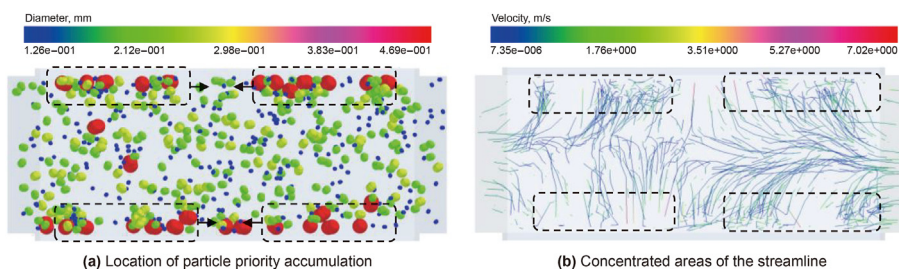 Diameter, mm
1.26e−001 2.12e−001 2.98e−001 3.83e−001 4.69e−001
Velocity, m/s
7.35e−006 1.76e+000 3.51e+000 5.27e+000 7.02e+000
(a) Location of particle priority accumulation
(b) Concentrated areas of the streamline